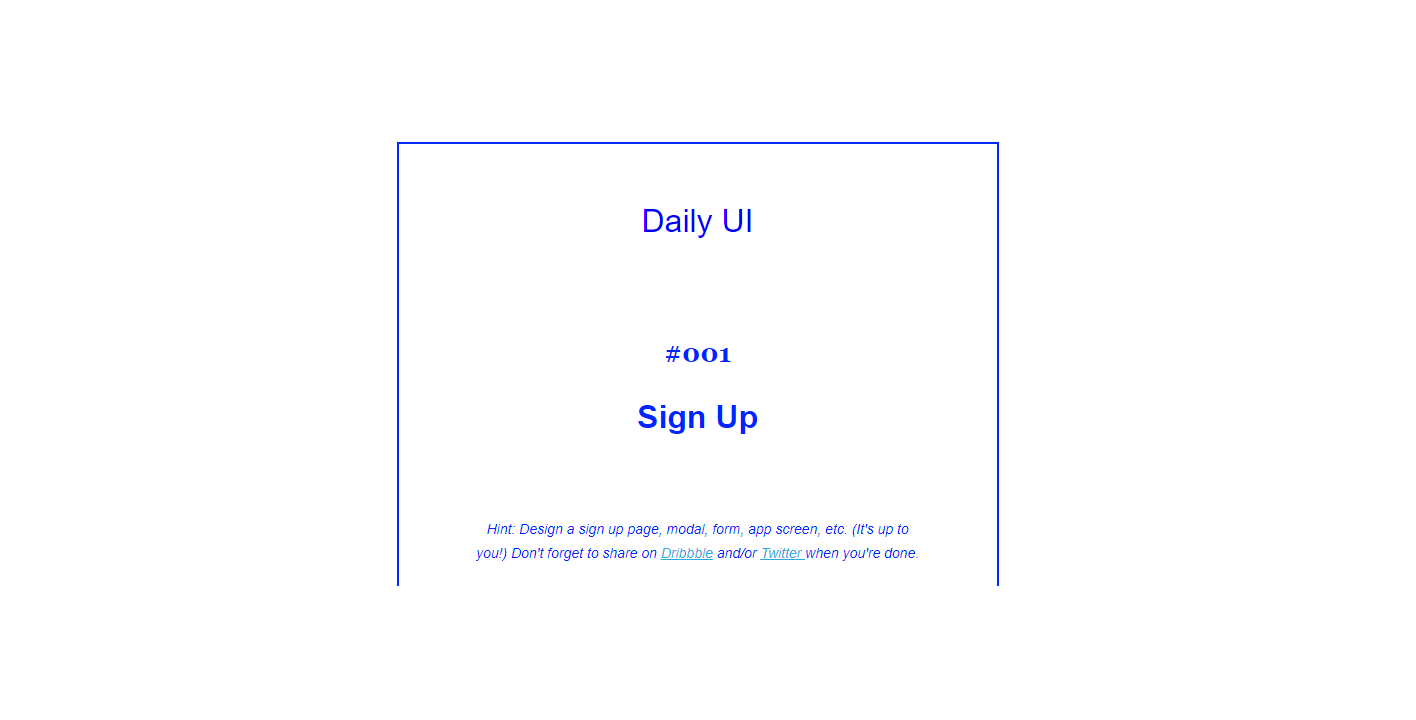 Daily UI
#001
Sign Up
Hint: Design a sign up page, modal, form, app screen, etc. (It's up to
you!) Don't forget to share on Dribbble and/or Twitter when you're done.